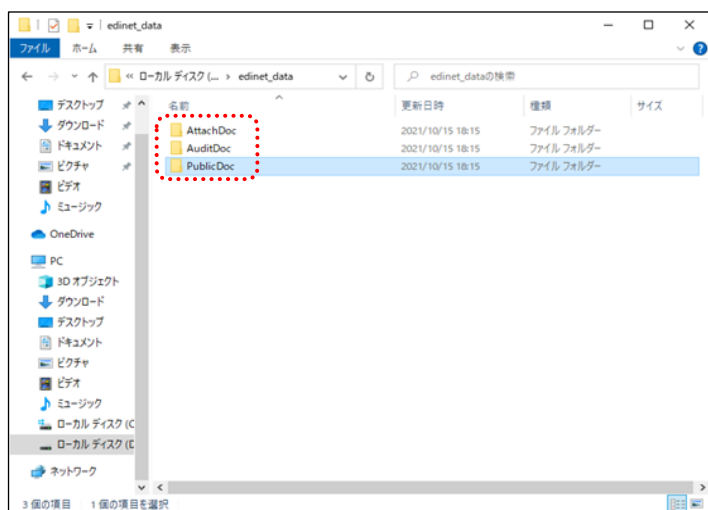 edinet_data
ファイル ホーム 共有 表示
« ローカル ディスク (... › edinet_data
edinet_dataの検索
デスクトップ
ダウンロード
ドキュメント
ピクチャ
ビデオ
ミュージック
OneDrive
PC
3D オブジェクト
ダウンロード
デスクトップ
ドキュメント
ピクチャ
ビデオ
ミュージック
ローカル ディスク (C
ローカル ディスク (D
ネットワーク
名前 更新日時 種類 サイズ
AttachDoc 2021/10/15 18:15 ファイル フォルダー
AuditDoc 2021/10/15 18:15 ファイル フォルダー
PublicDoc 2021/10/15 18:15 ファイル フォルダー
3 個の項目 1 個の項目を選択